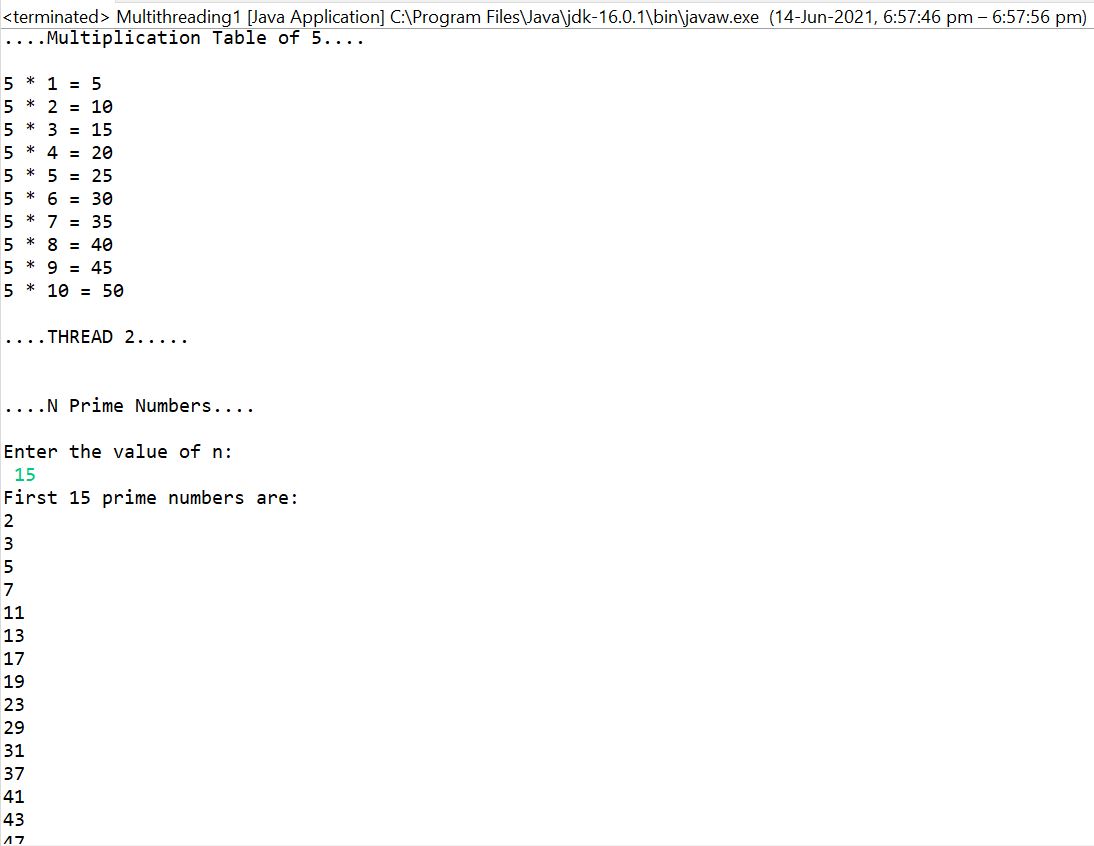 <terminated> Multithreading1 [Java Application] C:\Program Files\Java\jdk-16.0.1\bin\javaw.exe (14-Jun-2021, 6:57:46 pm – 6:57:56 pm)
....Multiplication Table of 5....
5 * 1 = 5
5 * 2 = 10
5 * 3 = 15
5 * 4 = 20
5 * 5 = 25
5 * 6 = 30
5 * 7 = 35
5 * 8 = 40
5 * 9 = 45
5 * 10 = 50
....THREAD 2.....
....N Prime Numbers....
Enter the value of n:
15
First 15 prime numbers are:
2
3
5
7
11
13
17
19
23
29
31
37
41
43
47